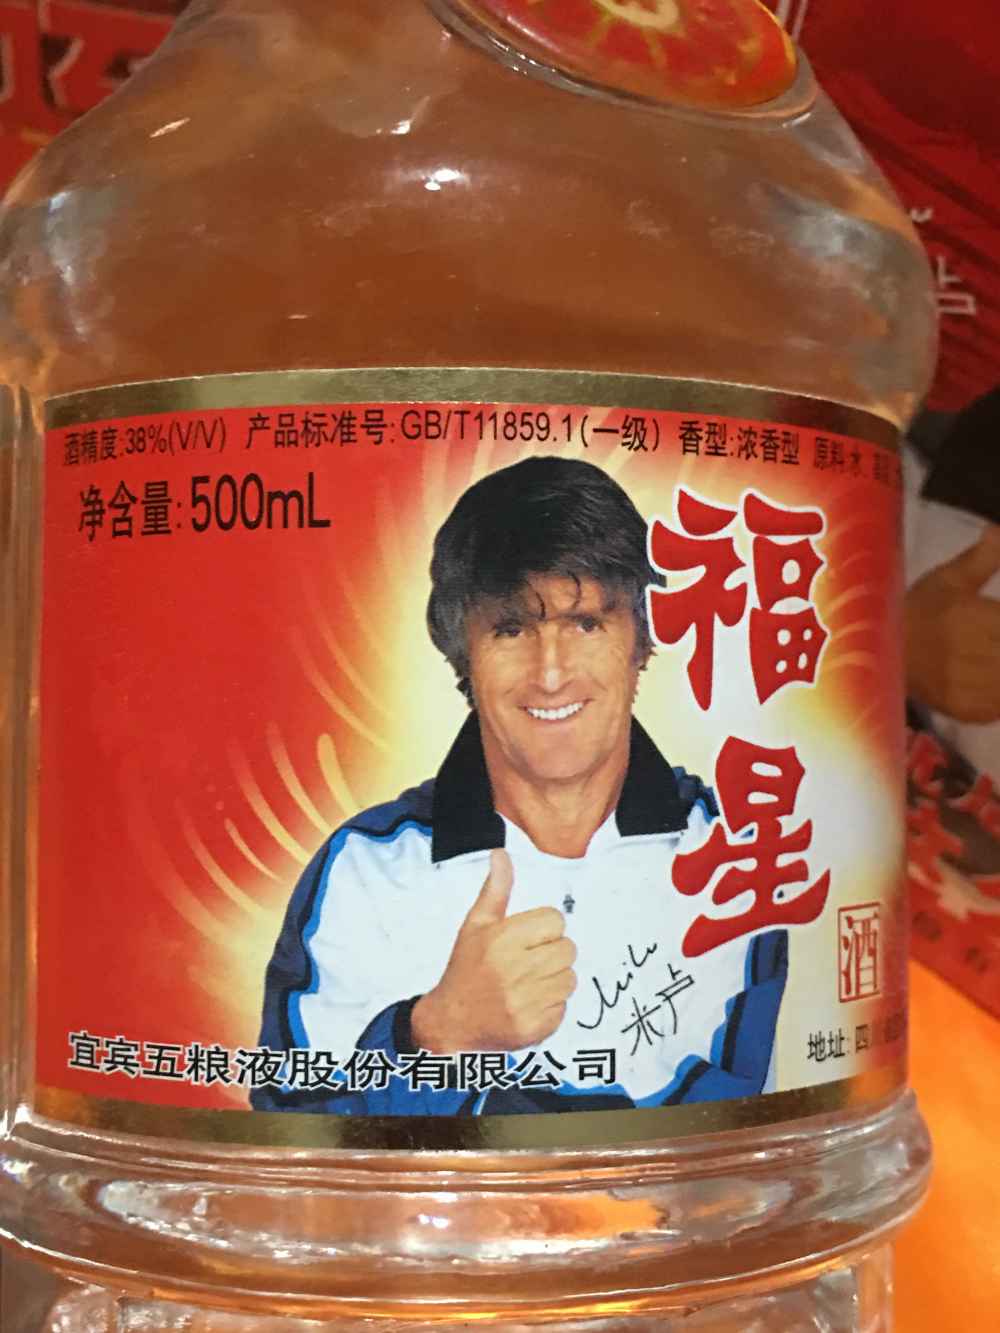 酒精度:38%(V/V) 产品标准号:GB/T11859.1(一级) 香型:浓香型 原料:水
净含量:500mL
福星
酒
Milu
米卢
宜宾五粮液股份有限公司
地址:四川